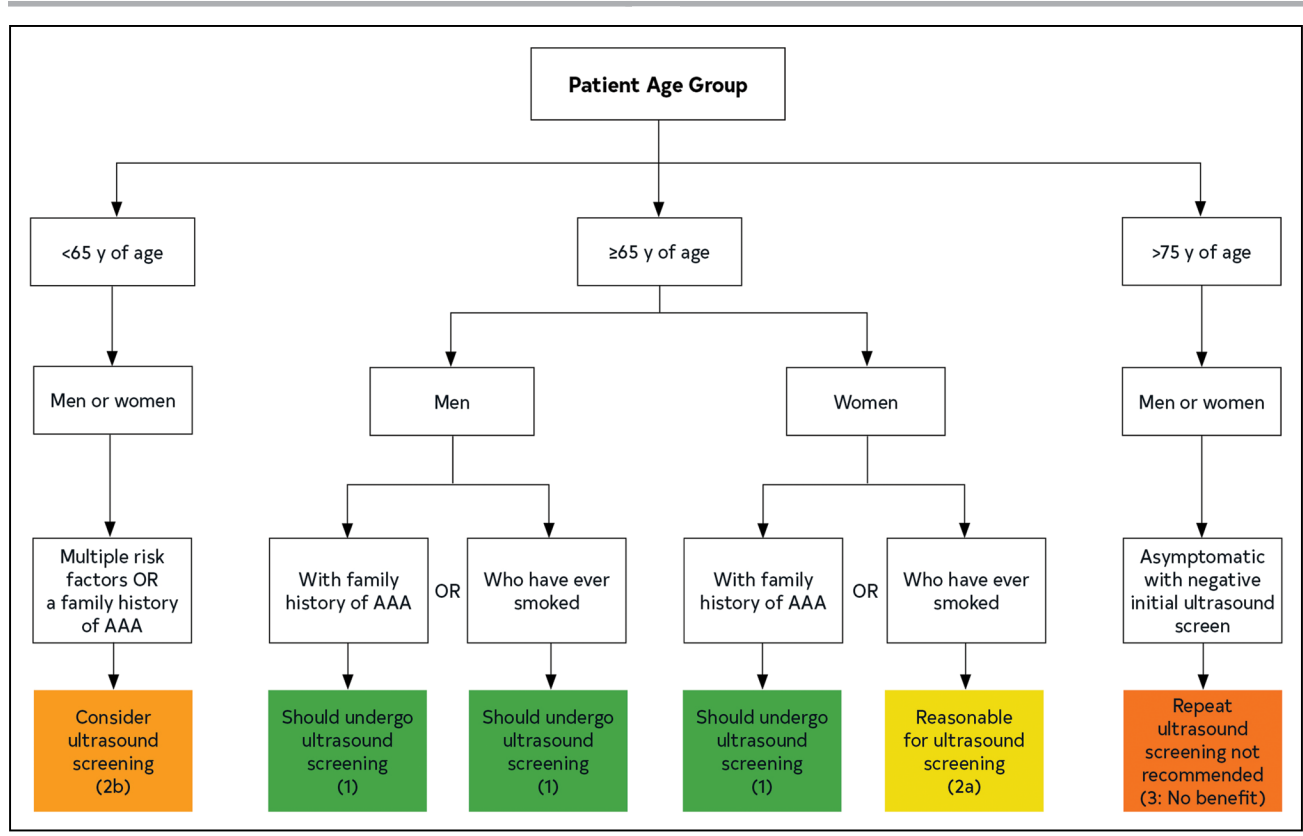 Patient Age Group
<65 y of age
≥65 y of age
>75 y of age
Men or women
Men
Women
Men or women
Multiple risk
factors OR
a family history
of AAA
With family
history of AAA
OR
Who have ever
smoked
With family
history of AAA
OR
Who have ever
smoked
Asymptomatic
with negative
initial ultrasound
screen
Consider
ultrasound
screening
(2b)
Should undergo
ultrasound
screening
(1)
Should undergo
ultrasound
screening
(1)
Should undergo
ultrasound
screening
(1)
Reasonable
for ultrasound
screening
(2a)
Repeat
ultrasound
screening not
recommended
(3: No benefit)